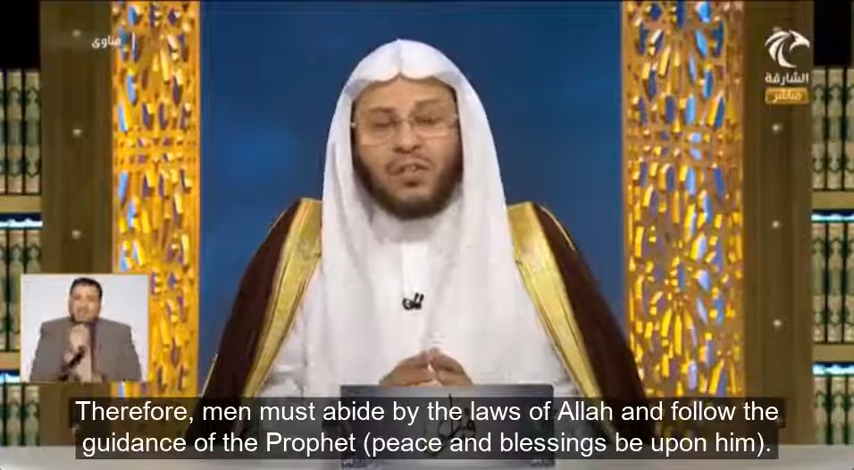 فتاوى
الشارقة
مباشر
Therefore, men must abide by the laws of Allah and follow the
guidance of the Prophet (peace and blessings be upon him).